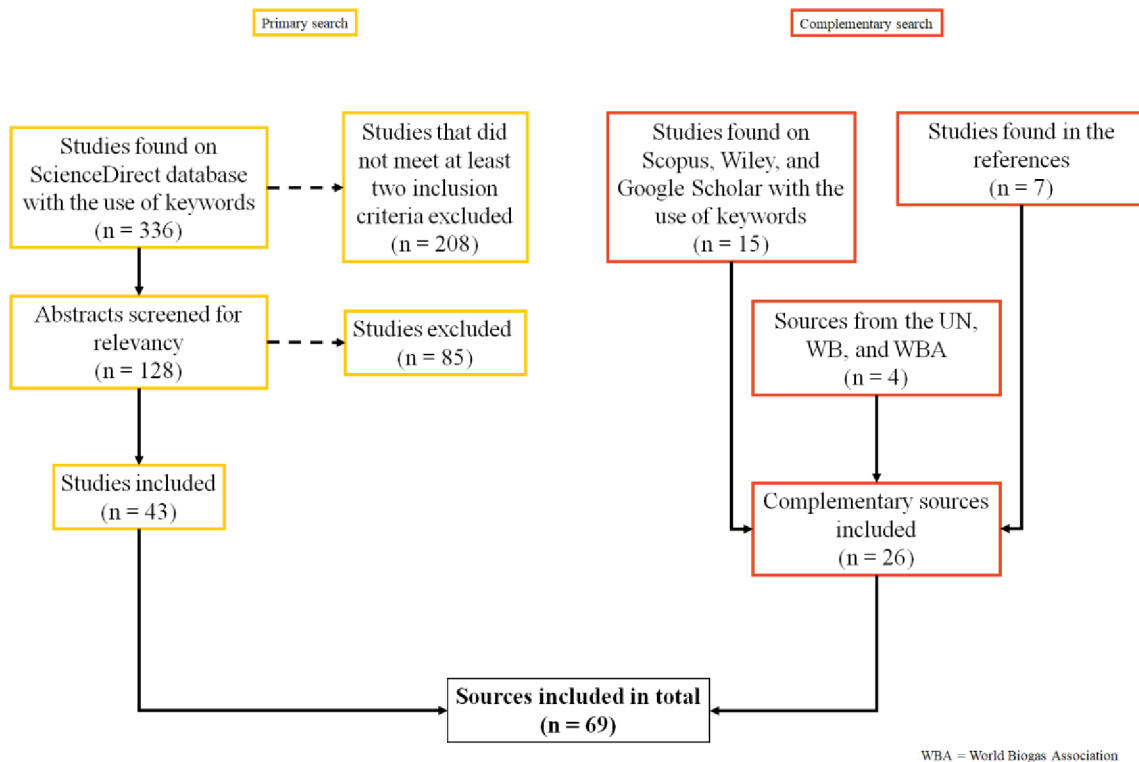 Primary search
Complementary search
Studies found on
ScienceDirect database
with the use of keywords
(n = 336)
Studies that did
not meet at least
two inclusion
criteria excluded
(n = 208)
Studies found on
Scopus, Wiley, and
Google Scholar with the
use of keywords
(n = 15)
Studies found in the
references
(n = 7)
Abstracts screened for
relevancy
(n = 128)
Studies excluded
(n = 85)
Sources from the UN,
WB, and WBA
(n = 4)
Studies included
(n = 43)
Complementary sources
included
(n = 26)
Sources included in total
(n = 69)
WBA = World Biogas Association